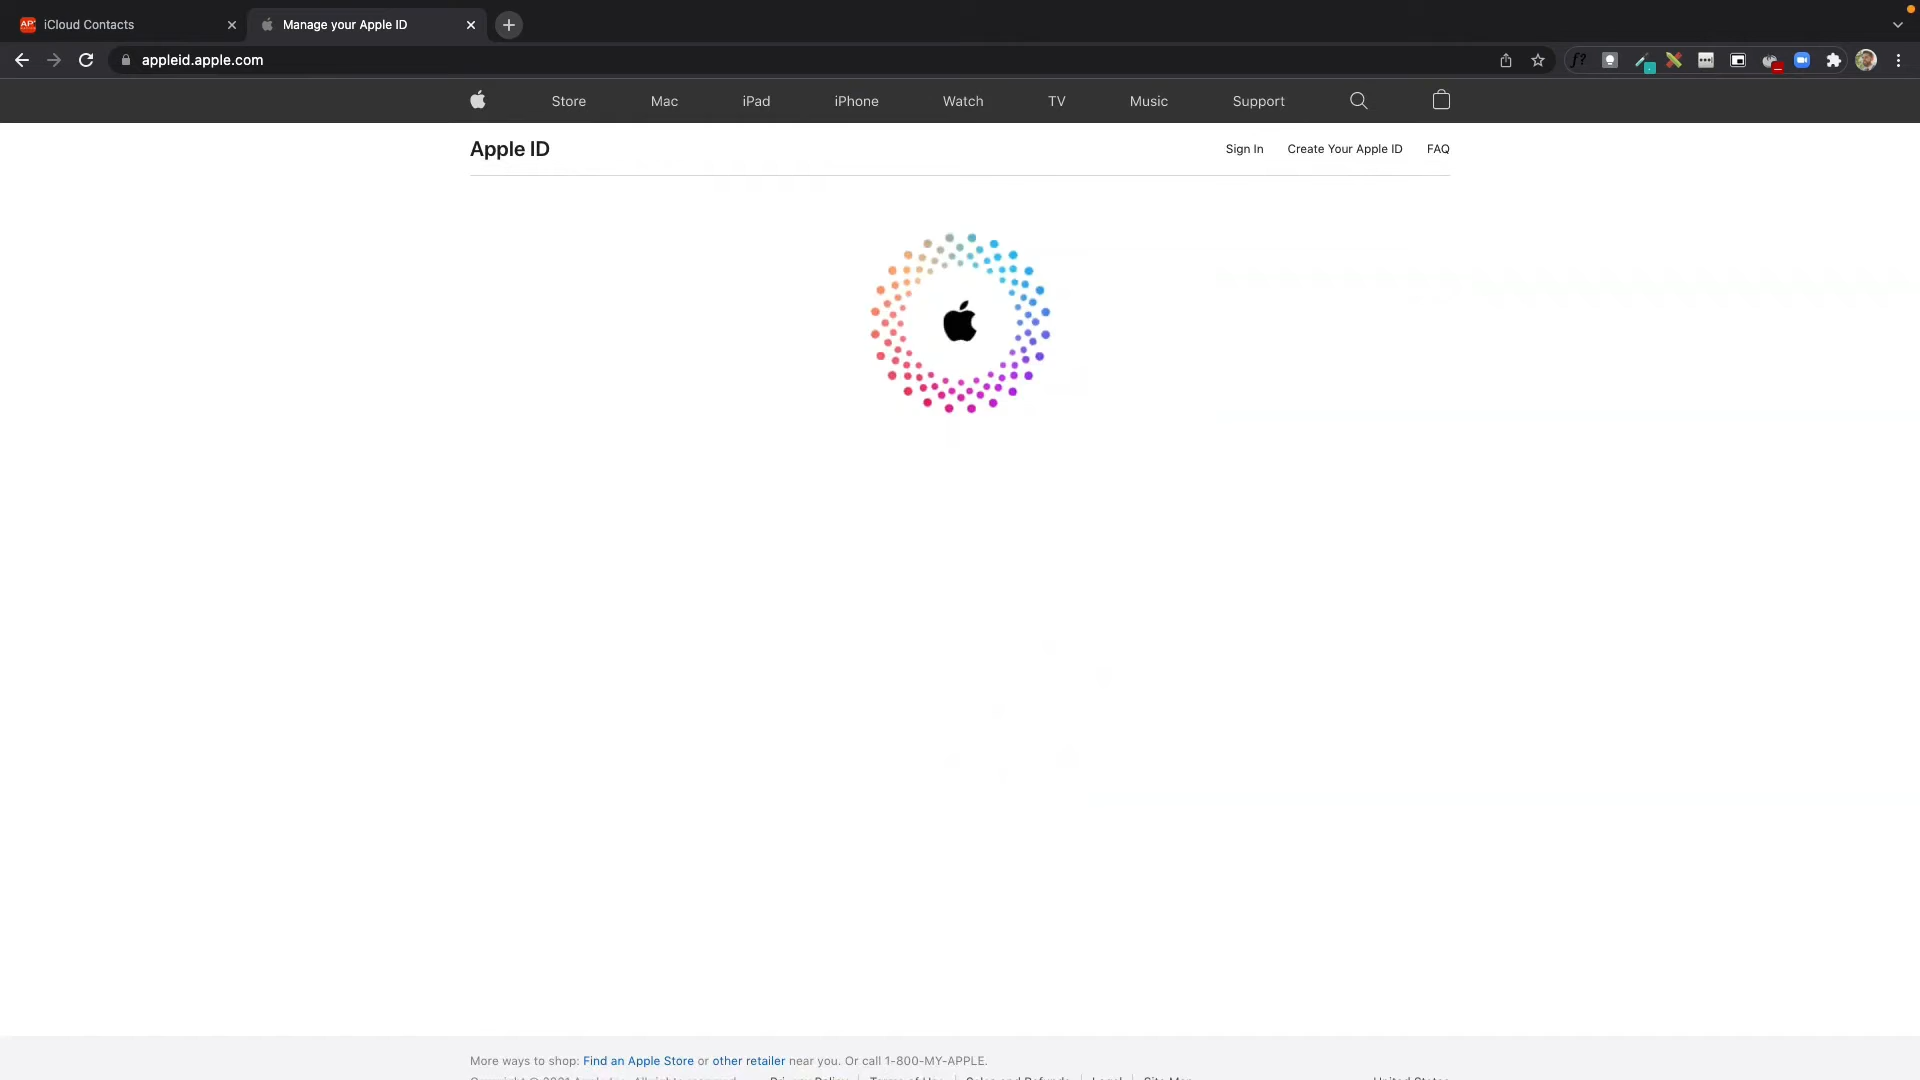 iCloud Contacts
Manage your Apple ID
appleid.apple.com
Store Mac iPad iPhone Watch TV Music Support
Apple ID
Sign In Create Your Apple ID FAQ
More ways to shop: Find an Apple Store or other retailer near you. Or call 1-800-MY-APPLE.